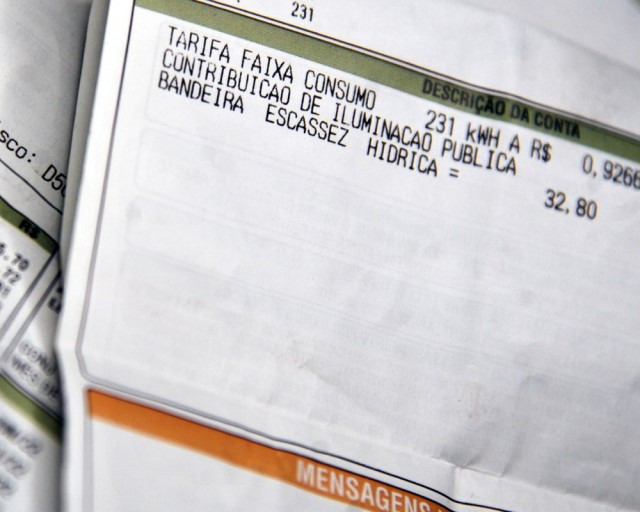 231
DESCRIÇÃO DA CONTA
TARIFA FAIXA CONSUMO 231 kWH A R$ 0,9266
CONTRIBUICAO DE ILUMINACAO PUBLICA
BANDEIRA ESCASSEZ HIDRICA = 32,80
MENSAGENS
R$